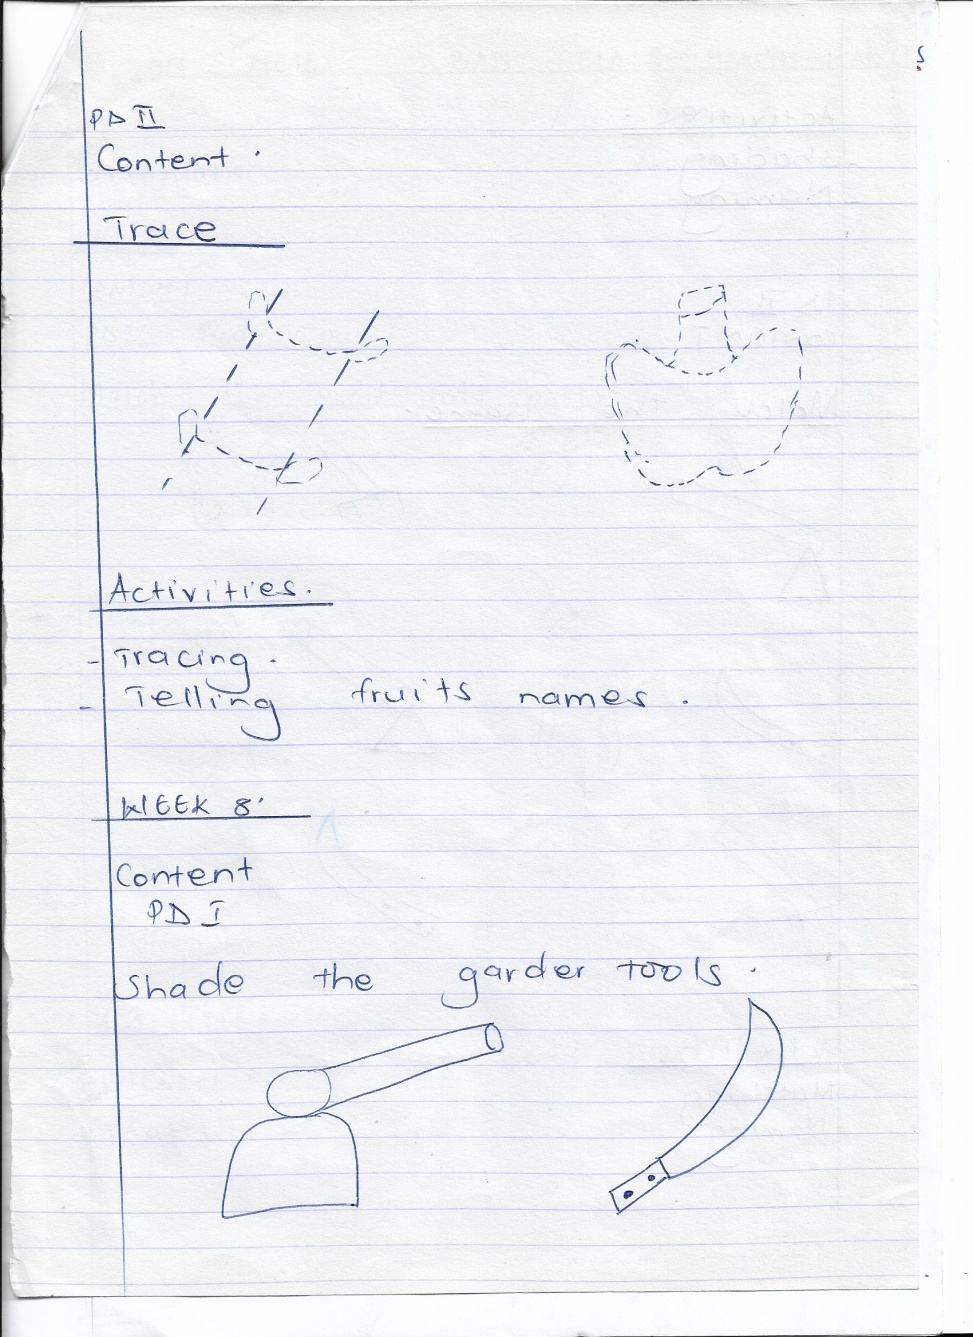 PD II
Content .
Trace
Activities.
- Tracing.
- Telling fruits names.
WEEK 8.
Content
PD I
Shade the garder tools.